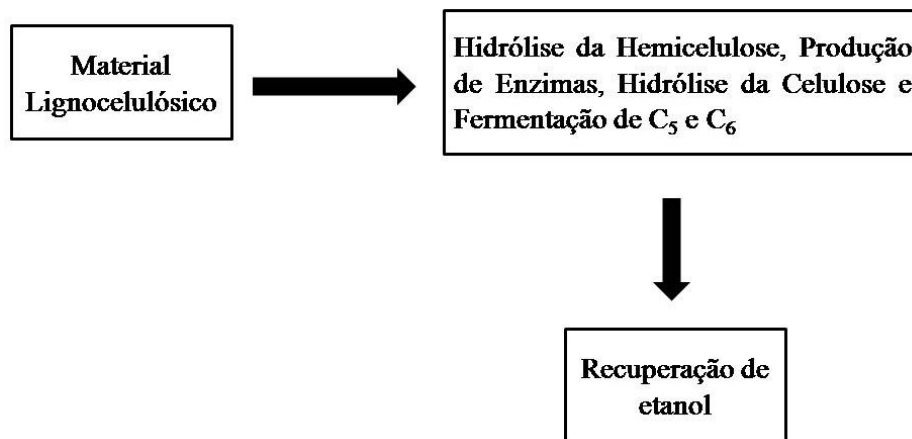 Material
Lignocelulósico
Hidrólise da Hemicelulose, Produção
de Enzimas, Hidrólise da Celulose e
Fermentação de C₅ e C₆
Recuperação de
etanol